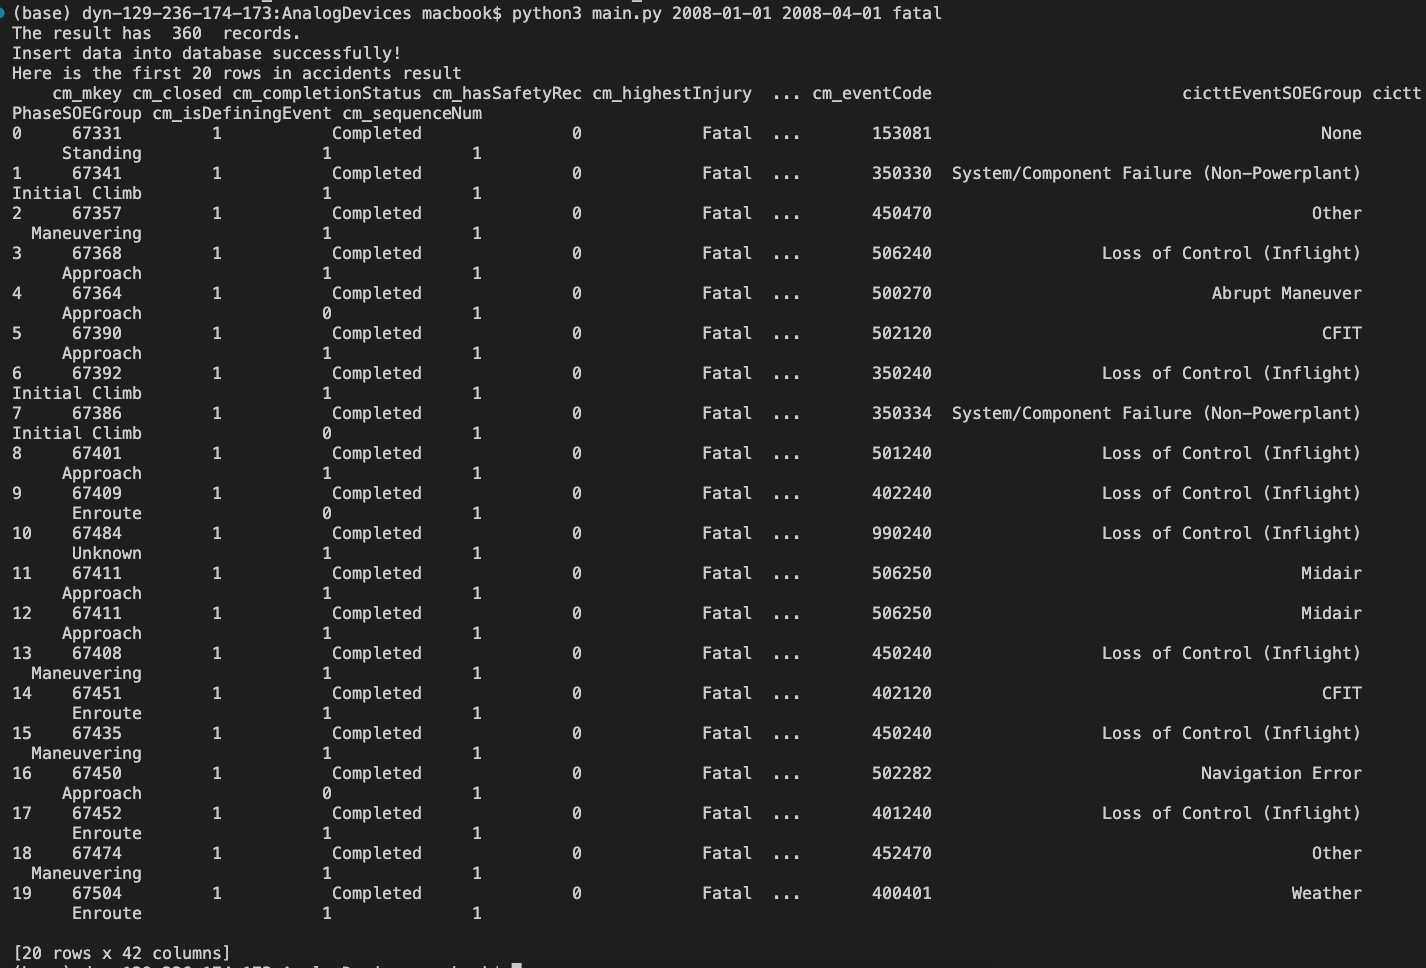 (base) dyn-129-236-174-173:AnalogDevices macbook$ python3 main.py 2008-01-01 2008-04-01 fatal
The result has  360  records.
Insert data into database successfully!
Here is the first 20 rows in accidents result
    cm_mkey cm_closed cm_completionStatus cm_hasSafetyRec cm_highestInjury  ... cm_eventCode                         cicttEventSOEGroup cictt
PhaseSOEGroup cm_isDefiningEvent cm_sequenceNum
0     67331         1           Completed               0            Fatal  ...       153081                                       None
     Standing                  1              1
1     67341         1           Completed               0            Fatal  ...       350330  System/Component Failure (Non-Powerplant)
Initial Climb                  1              1
2     67357         1           Completed               0            Fatal  ...       450470                                      Other
  Maneuvering                  1              1
3     67368         1           Completed               0            Fatal  ...       506240                 Loss of Control (Inflight)
     Approach                  1              1
4     67364         1           Completed               0            Fatal  ...       500270                            Abrupt Maneuver
     Approach                  0              1
5     67390         1           Completed               0            Fatal  ...       502120                                       CFIT
     Approach                  1              1
6     67392         1           Completed               0            Fatal  ...       350240                 Loss of Control (Inflight)
Initial Climb                  1              1
7     67386         1           Completed               0            Fatal  ...       350334  System/Component Failure (Non-Powerplant)
Initial Climb                  0              1
8     67401         1           Completed               0            Fatal  ...       501240                 Loss of Control (Inflight)
     Approach                  1              1
9     67409         1           Completed               0            Fatal  ...       402240                 Loss of Control (Inflight)
      Enroute                  0              1
10    67484         1           Completed               0            Fatal  ...       990240                 Loss of Control (Inflight)
      Unknown                  1              1
11    67411         1           Completed               0            Fatal  ...       506250                                     Midair
     Approach                  1              1
12    67411         1           Completed               0            Fatal  ...       506250                                     Midair
     Approach                  1              1
13    67408         1           Completed               0            Fatal  ...       450240                 Loss of Control (Inflight)
  Maneuvering                  1              1
14    67451         1           Completed               0            Fatal  ...       402120                                       CFIT
      Enroute                  1              1
15    67435         1           Completed               0            Fatal  ...       450240                 Loss of Control (Inflight)
  Maneuvering                  1              1
16    67450         1           Completed               0            Fatal  ...       502282                           Navigation Error
     Approach                  0              1
17    67452         1           Completed               0            Fatal  ...       401240                 Loss of Control (Inflight)
      Enroute                  1              1
18    67474         1           Completed               0            Fatal  ...       452470                                      Other
  Maneuvering                  1              1
19    67504         1           Completed               0            Fatal  ...       400401                                    Weather
      Enroute                  1              1
[20 rows x 42 columns]